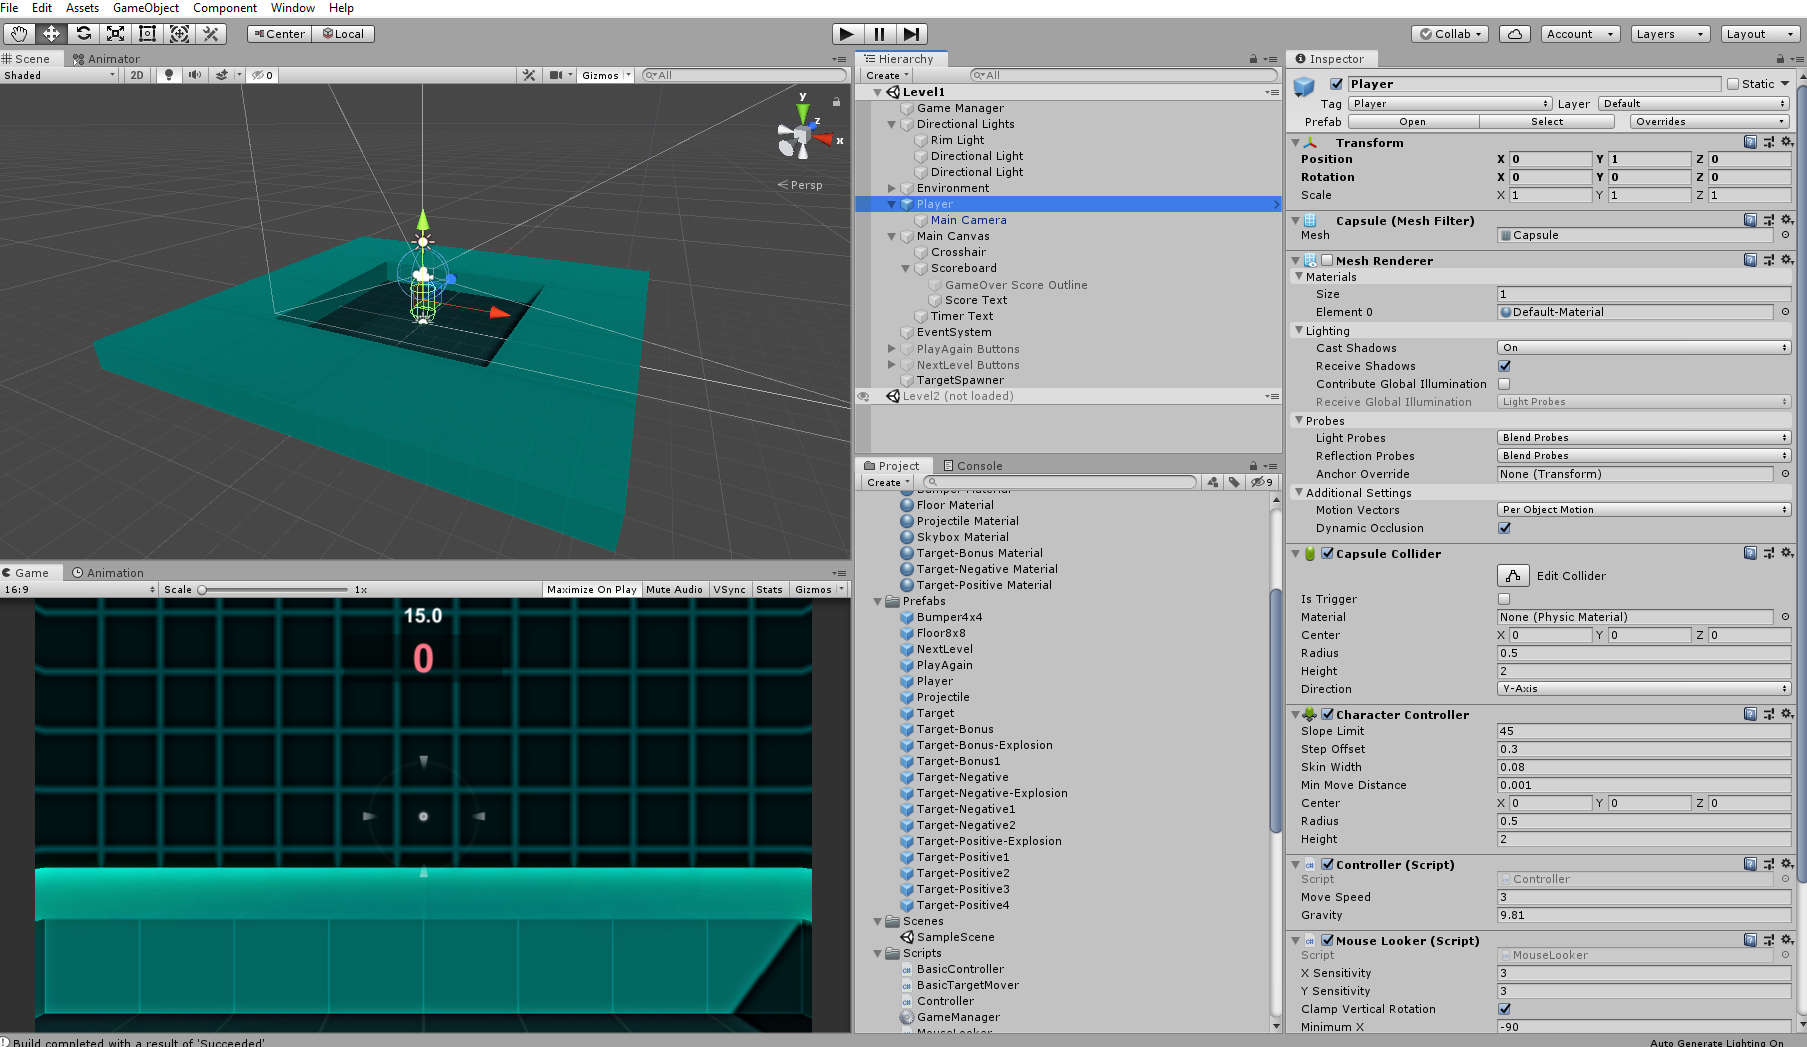 File Edit Assets GameObject Component Window Help
Center Local
Collab Account Layers Layout
Scene Animator
Shaded 2D 0 Gizmos All
y
z
x
Persp
Game Animation
16:9 Scale 1x Maximize On Play Mute Audio VSync Stats Gizmos
15.0
0
Build completed with a result of 'Succeeded'
Hierarchy
Create All
Level1
Game Manager
Directional Lights
Rim Light
Directional Light
Directional Light
Environment
Player
Main Camera
Main Canvas
Crosshair
Scoreboard
GameOver Score Outline
Score Text
Timer Text
EventSystem
PlayAgain Buttons
NextLevel Buttons
TargetSpawner
Level2 (not loaded)
Project Console
Create 9
Bumper Material
Floor Material
Projectile Material
Skybox Material
Target-Bonus Material
Target-Negative Material
Target-Positive Material
Prefabs
Bumper4x4
Floor8x8
NextLevel
PlayAgain
Player
Projectile
Target
Target-Bonus
Target-Bonus-Explosion
Target-Bonus1
Target-Negative
Target-Negative-Explosion
Target-Negative1
Target-Negative2
Target-Positive-Explosion
Target-Positive1
Target-Positive2
Target-Positive3
Target-Positive4
Scenes
SampleScene
Scripts
BasicController
BasicTargetMover
Controller
GameManager
MouseLooker
Inspector
Player Static
Tag Player Layer Default
Prefab Open Select Overrides
Transform
Position X 0 Y 1 Z 0
Rotation X 0 Y 0 Z 0
Scale X 1 Y 1 Z 1
Capsule (Mesh Filter)
Mesh Capsule
Mesh Renderer
Materials
Size 1
Element 0 Default-Material
Lighting
Cast Shadows On
Receive Shadows
Contribute Global Illumination
Receive Global Illumination Light Probes
Probes
Light Probes Blend Probes
Reflection Probes Blend Probes
Anchor Override None (Transform)
Additional Settings
Motion Vectors Per Object Motion
Dynamic Occlusion
Capsule Collider
Edit Collider
Is Trigger
Material None (Physic Material)
Center X 0 Y 0 Z 0
Radius 0.5
Height 2
Direction Y-Axis
Character Controller
Slope Limit 45
Step Offset 0.3
Skin Width 0.08
Min Move Distance 0.001
Center X 0 Y 0 Z 0
Radius 0.5
Height 2
Controller (Script)
Script Controller
Move Speed 3
Gravity 9.81
Mouse Looker (Script)
Script MouseLooker
X Sensitivity 3
Y Sensitivity 3
Clamp Vertical Rotation
Minimum X -90
Auto Generate Lighting On